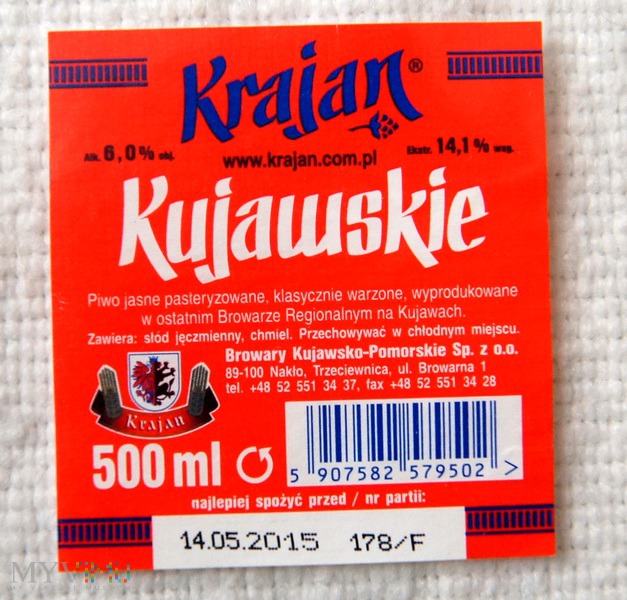 Krajan®
Alk. 6,0% obj.
www.krajan.com.pl
Ekstr. 14,1% wag.
Kujawskie
Piwo jasne pasteryzowane, klasycznie warzone, wyprodukowane
w ostatnim Browarze Regionalnym na Kujawach.
Zawiera: słód jęczmienny, chmiel. Przechowywać w chłodnym miejscu.
Browary Kujawsko-Pomorskie Sp. z o.o.
89-100 Nakło, Trzeciewnica, ul. Browarna 1
tel. +48 52 551 34 37, fax +48 52 551 34 28
Krajan
500 ml
5 907582 579502 >
najlepiej spożyć przed / nr partii:
14.05.2015 178/F